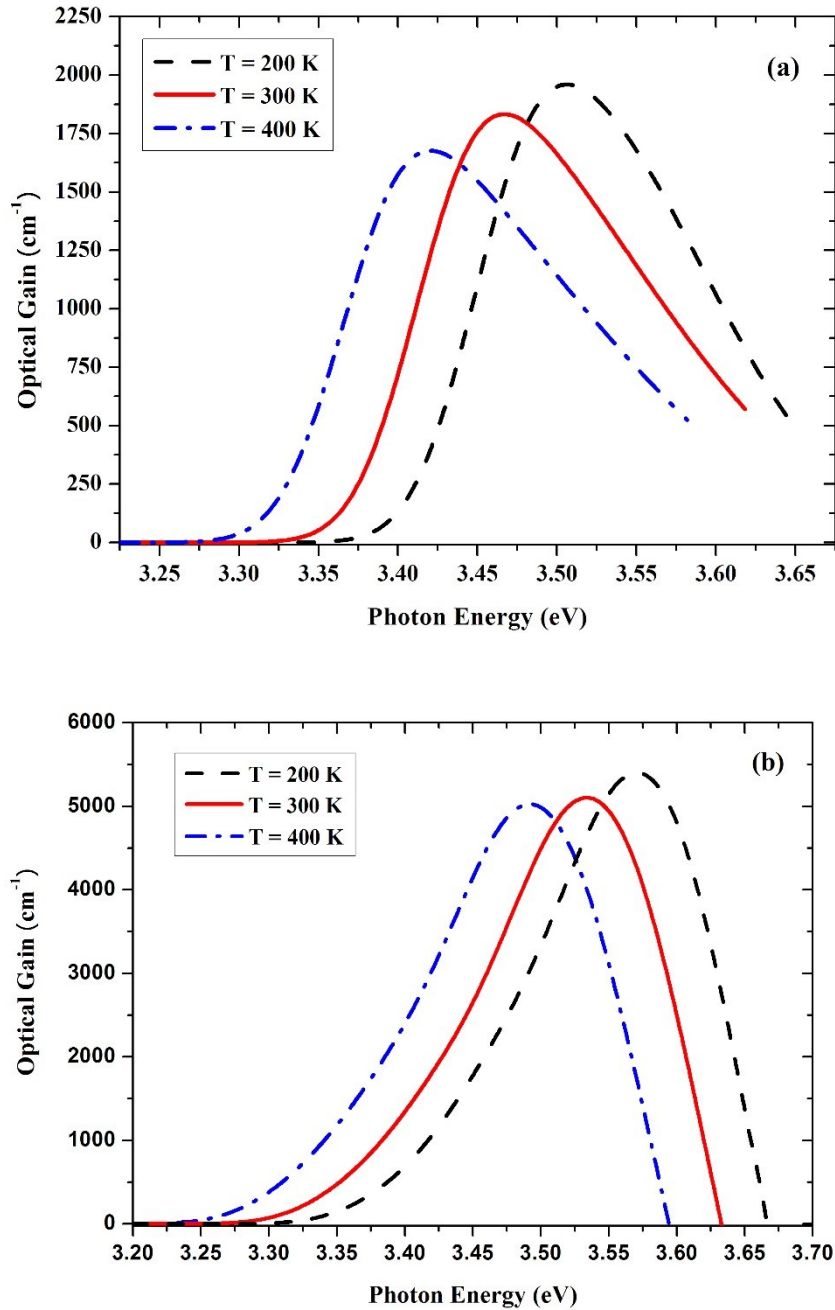 2250
2000
1750
1500
1250
1000
750
500
250
0
Optical Gain (cm⁻¹)
T = 200 K
T = 300 K
T = 400 K
(a)
3.25 3.30 3.35 3.40 3.45 3.50 3.55 3.60 3.65
Photon Energy (eV)
6000
5000
4000
3000
2000
1000
0
Optical Gain (cm⁻¹)
T = 200 K
T = 300 K
T = 400 K
(b)
3.20 3.25 3.30 3.35 3.40 3.45 3.50 3.55 3.60 3.65 3.70
Photon Energy (eV)